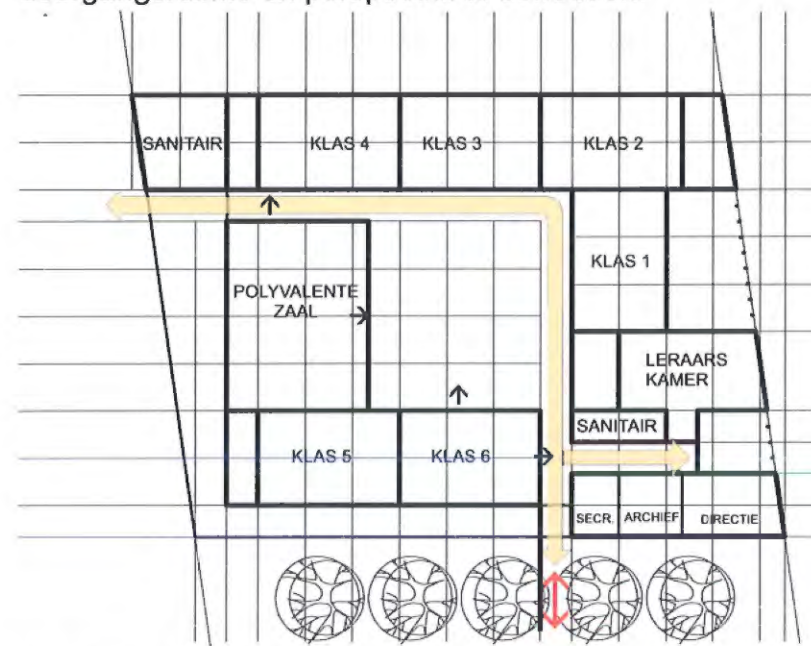 SANITAIR
KLAS 4
KLAS 3
KLAS 2
KLAS 1
POLYVALENTE
ZAAL
LERAARS
KAMER
SANITAIR
KLAS 5
KLAS 6
SECR.
ARCHIEF
DIRECTIE